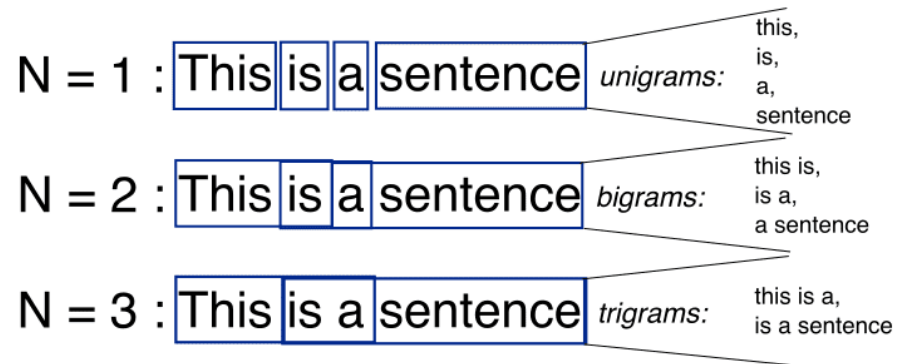 N = 1 : This is a sentence
unigrams:
this,
is,
a,
sentence
N = 2 : This is a sentence
bigrams:
this is,
is a,
a sentence
N = 3 : This is a sentence
trigrams:
this is a,
is a sentence